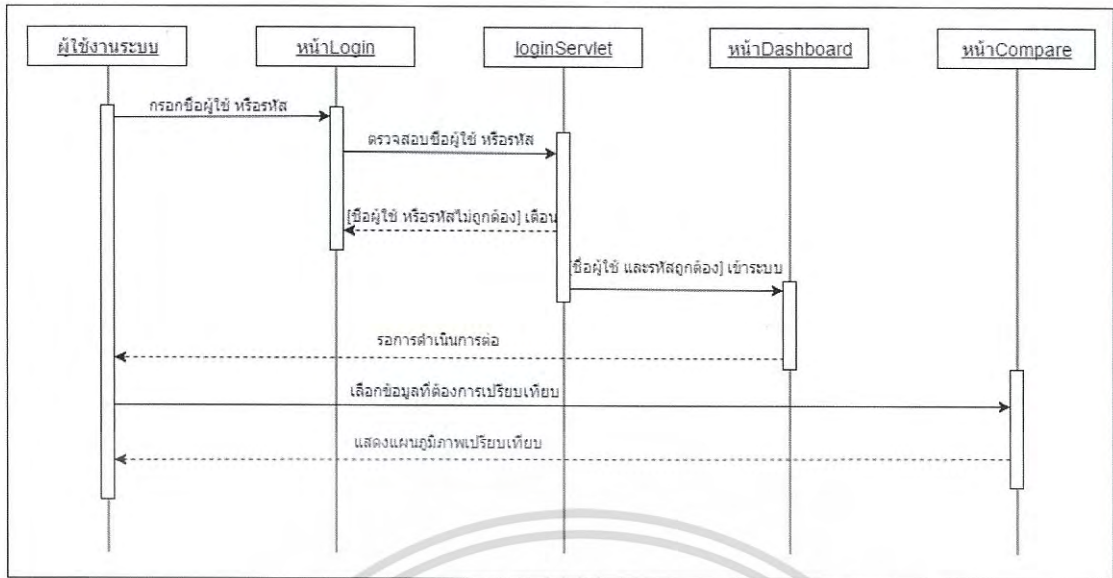 ผู้ใช้งานระบบ
หน้าLogin
loginServlet
หน้าDashboard
หน้าCompare
กรอกชื่อผู้ใช้ หรือรหัส
ตรวจสอบชื่อผู้ใช้ หรือรหัส
[ชื่อผู้ใช้ หรือรหัสไม่ถูกต้อง] เตือน
[ชื่อผู้ใช้ และรหัสถูกต้อง] เข้าระบบ
รอการดำเนินการต่อ
เลือกข้อมูลที่ต้องการเปรียบเทียบ
แสดงแผนภูมิภาพเปรียบเทียบ